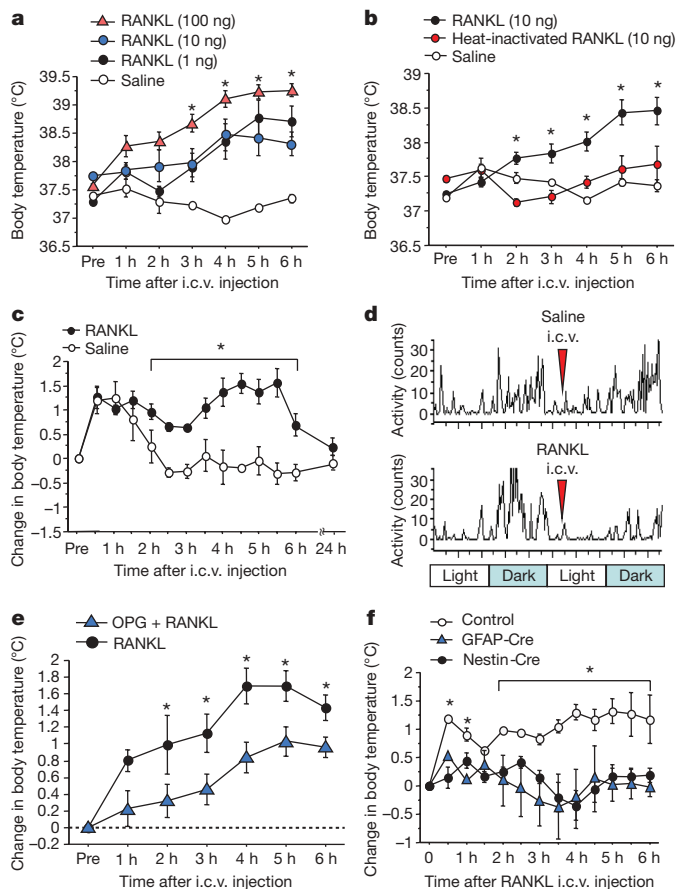 a
RANKL (100 ng)
RANKL (10 ng)
RANKL (1 ng)
Saline
Body temperature (°C)
39.5
39
38.5
38
37.5
37
36.5
* * * *
Pre 1 h 2 h 3 h 4 h 5 h 6 h
Time after i.c.v. injection
b
RANKL (10 ng)
Heat-inactivated RANKL (10 ng)
Saline
Body temperature (°C)
39
38.5
38
37.5
37
36.5
* * * * *
Pre 1 h 2 h 3 h 4 h 5 h 6 h
Time after i.c.v. injection
c
RANKL
Saline
Change in body temperature (°C)
2
1.5
1
0.5
0
−0.5
−1
−1.5
*
Pre 1 h 2 h 3 h 4 h 5 h 6 h 24 h
Time after i.c.v. injection
d
Saline
i.c.v.
Activity (counts)
30
20
10
0
RANKL
i.c.v.
Activity (counts)
30
20
10
0
Light Dark Light Dark
e
OPG + RANKL
RANKL
Change in body temperature (°C)
2
1.8
1.6
1.4
1.2
1
0.8
0.6
0.4
0.2
0
−0.2
* * * * *
Pre 1 h 2 h 3 h 4 h 5 h 6 h
Time after i.c.v. injection
f
Control
GFAP-Cre
Nestin-Cre
Change in body temperature (°C)
2
1.5
1
0.5
0
−0.5
−1
* * *
0 1 h 2 h 3 h 4 h 5 h 6 h
Time after RANKL i.c.v. injection